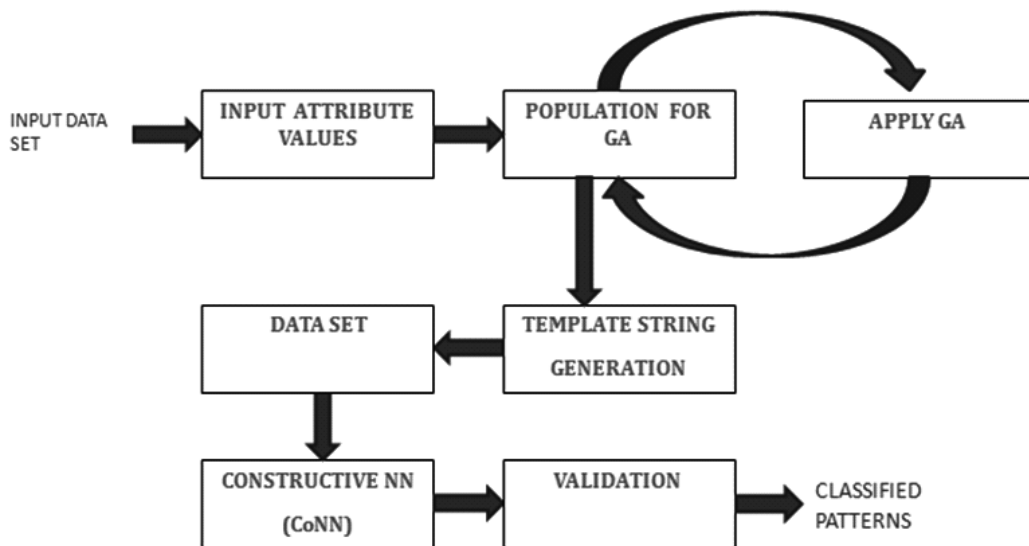 INPUT DATA
SET
INPUT ATTRIBUTE
VALUES
POPULATION FOR
GA
APPLY GA
DATA SET
TEMPLATE STRING
GENERATION
CONSTRUCTIVE NN
(CoNN)
VALIDATION
CLASSIFIED
PATTERNS